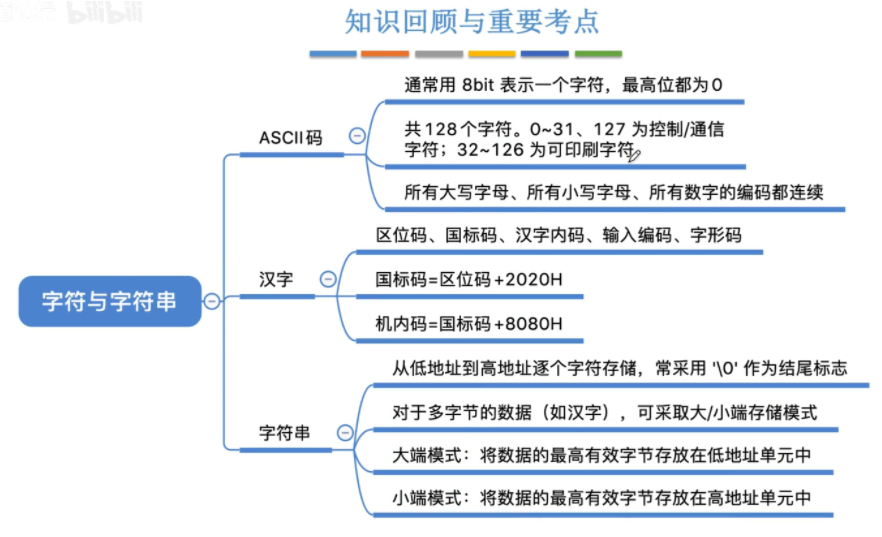 bilibili
知识回顾与重要考点
通常用 8bit 表示一个字符，最高位都为0
ASCII码
共128个字符。0~31、127 为控制/通信
字符；32~126 为可印刷字符
所有大写字母、所有小写字母、所有数字的编码都连续
区位码、国标码、汉字内码、输入编码、字形码
汉字
国标码=区位码+2020H
字符与字符串
机内码=国标码+8080H
从低地址到高地址逐个字符存储，常采用 '\0' 作为结尾标志
对于多字节的数据（如汉字），可采取大/小端存储模式
字符串
大端模式：将数据的最高有效字节存放在低地址单元中
小端模式：将数据的最高有效字节存放在高地址单元中